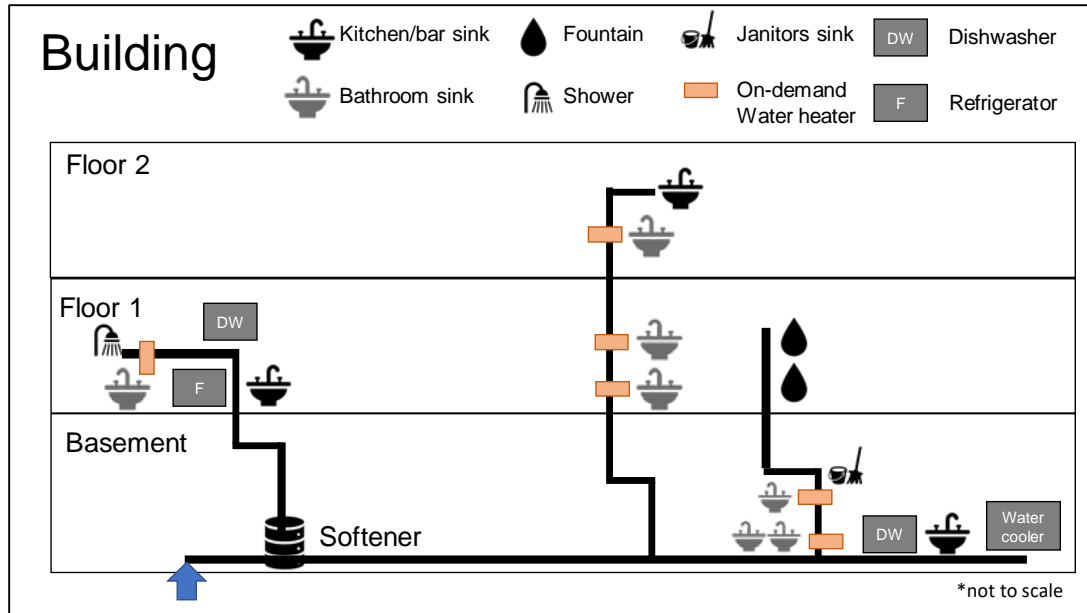 Building
Kitchen/bar sink
Fountain
Janitors sink
DW
Dishwasher
Bathroom sink
Shower
On-demand
Water heater
F
Refrigerator
Floor 2
Floor 1
DW
F
Basement
Softener
DW
Water
cooler
*not to scale